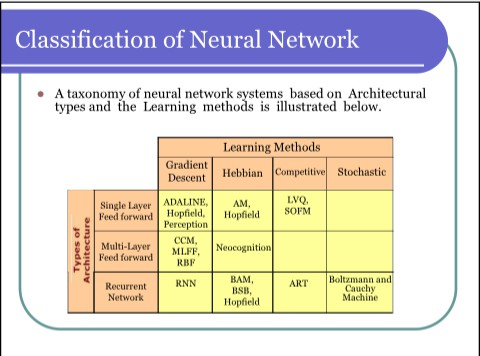 Classification of Neural Network
A taxonomy of neural network systems based on Architectural
types and the Learning methods is illustrated below.
Learning Methods
Gradient
Descent
Hebbian
Competitive
Stochastic
Types of
Architecture
Single Layer
Feed forward
ADALINE,
Hopfield,
Perception
AM,
Hopfield
LVQ,
SOFM
Multi-Layer
Feed forward
CCM,
MLFF,
RBF
Neocognition
Recurrent
Network
RNN
BAM,
BSB,
Hopfield
ART
Boltzmann and
Cauchy
Machine